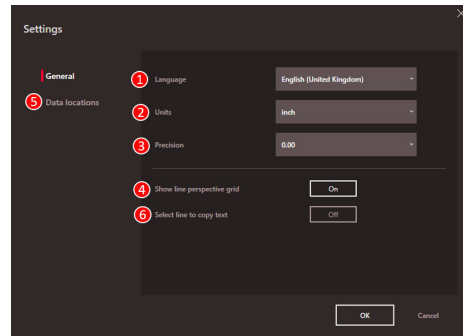 Settings
General
5 Data locations
1 Language English (United Kingdom)
2 Units inch
3 Precision 0.00
4 Show line perspective grid On
6 Select line to copy text Off
OK Cancel